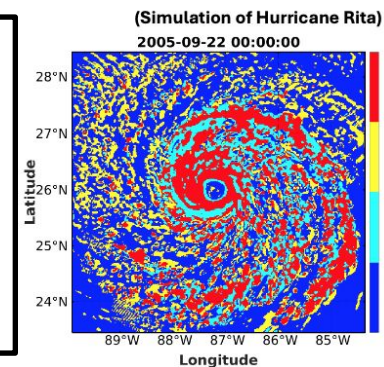 (Simulation of Hurricane Rita)
2005-09-22 00:00:00
28°N
27°N
26°N
25°N
24°N
Latitude
89°W 88°W 87°W 86°W 85°W
Longitude